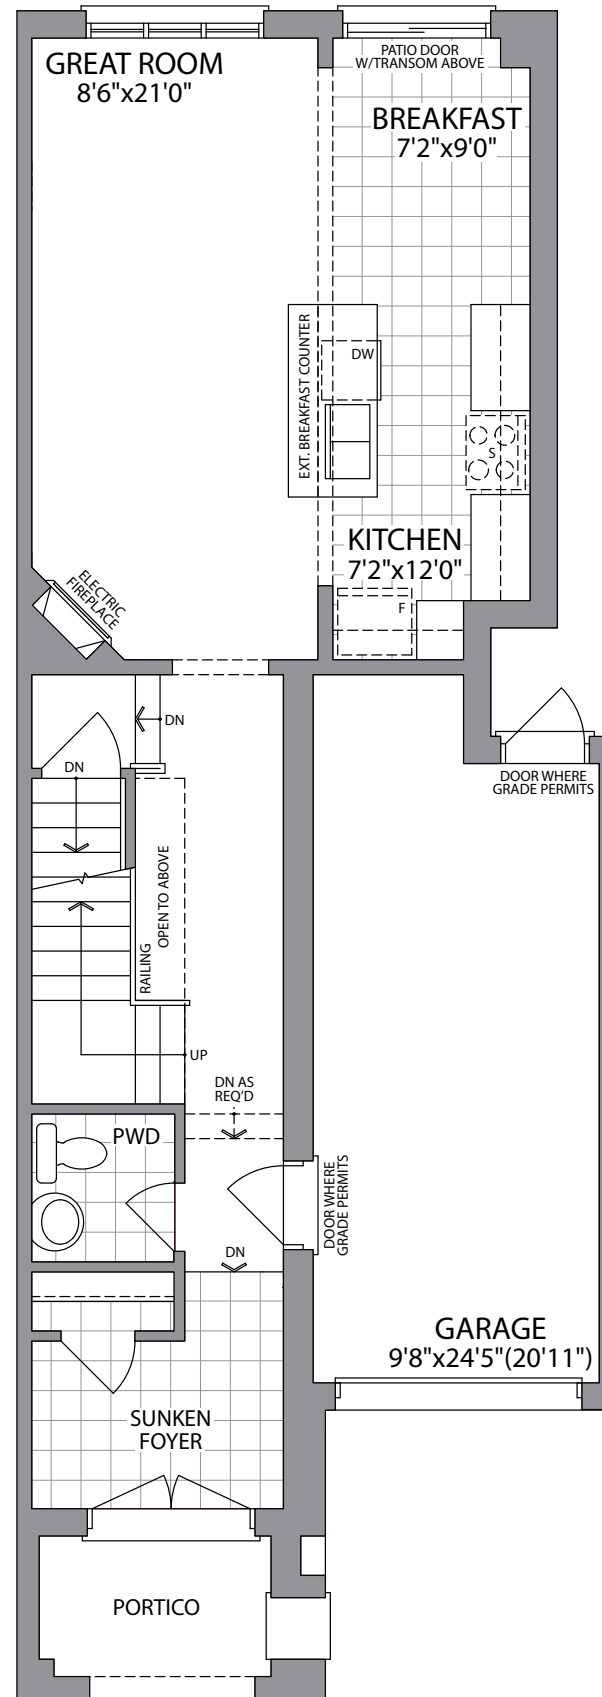 GREAT ROOM
8'6"x21'0"
PATIO DOOR
W/TRANSOM ABOVE
BREAKFAST
7'2"x9'0"
EXT. BREAKFAST COUNTER
DW
S
KITCHEN
7'2"x12'0"
F
ELECTRIC
FIREPLACE
DN
DN
DOOR WHERE
GRADE PERMITS
OPEN TO ABOVE
RAILING
UP
DN AS
REQ'D
PWD
DOOR WHERE
GRADE PERMITS
DN
GARAGE
9'8"x24'5"(20'11")
SUNKEN
FOYER
PORTICO